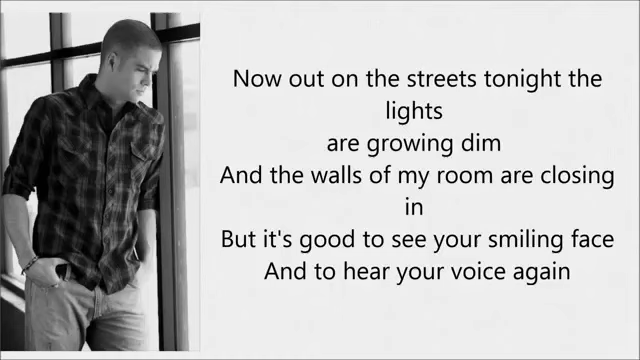 Now out on the streets tonight the
lights
are growing dim
And the walls of my room are closing
in
But it's good to see your smiling face
And to hear your voice again